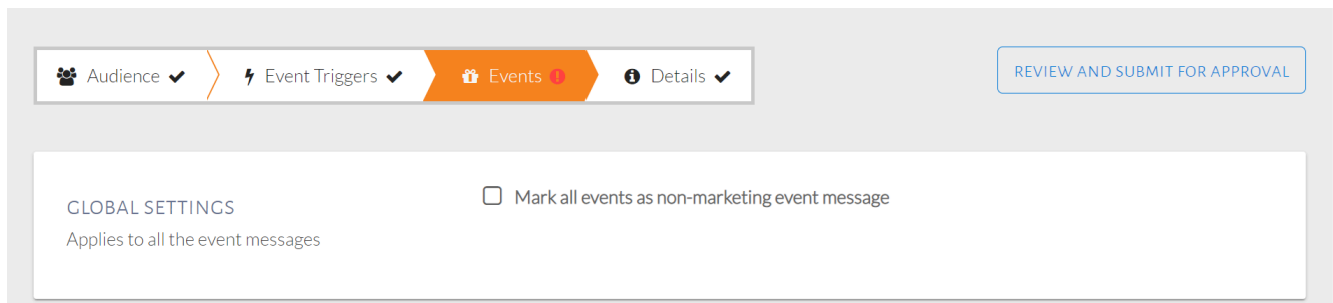 Audience
Event Triggers
Events
Details
REVIEW AND SUBMIT FOR APPROVAL
GLOBAL SETTINGS
Applies to all the event messages
Mark all events as non-marketing event message